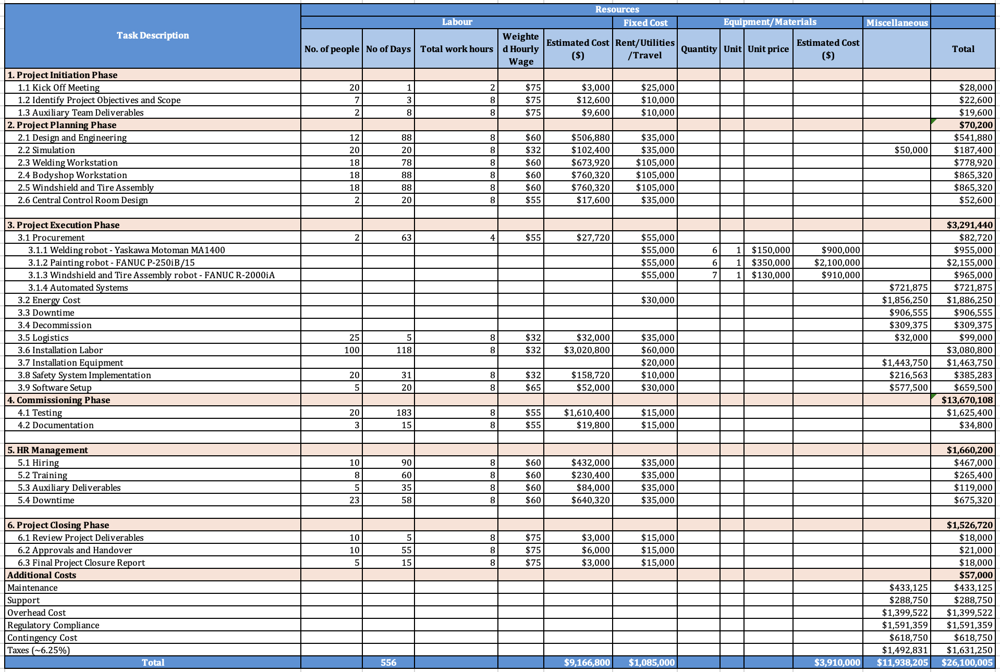 Resources
Labour Fixed Cost Equipment/Materials Miscellaneous
Task Description
No. of people No of Days Total work hours Weighte d Hourly Wage Estimated Cost ($) Rent/Utilities /Travel Quantity Unit Unit price Estimated Cost ($) Total
1. Project Initiation Phase
1.1 Kick Off Meeting 20 1 2 $75 $3,000 $25,000 $28,000
1.2 Identify Project Objectives and Scope 7 3 8 $75 $12,600 $10,000 $22,600
1.3 Auxiliary Team Deliverables 2 8 8 $75 $9,600 $10,000 $19,600
2. Project Planning Phase $70,200
2.1 Design and Engineering 12 88 8 $60 $506,880 $35,000 $541,880
2.2 Simulation 20 20 8 $32 $102,400 $35,000 $50,000 $187,400
2.3 Welding Workstation 18 78 8 $60 $673,920 $105,000 $778,920
2.4 Bodyshop Workstation 18 88 8 $60 $760,320 $105,000 $865,320
2.5 Windshield and Tire Assembly 18 88 8 $60 $760,320 $105,000 $865,320
2.6 Central Control Room Design 2 20 8 $55 $17,600 $35,000 $52,600
3. Project Execution Phase $3,291,440
3.1 Procurement 2 63 4 $55 $27,720 $55,000 $82,720
3.1.1 Welding robot - Yaskawa Motoman MA1400 $55,000 6 1 $150,000 $900,000 $955,000
3.1.2 Painting robot - FANUC P-250iB/15 $55,000 6 1 $350,000 $2,100,000 $2,155,000
3.1.3 Windshield and Tire Assembly robot - FANUC R-2000iA $55,000 7 1 $130,000 $910,000 $965,000
3.1.4 Automated Systems $721,875 $721,875
3.2 Energy Cost $30,000 $1,856,250 $1,886,250
3.3 Downtime $906,555 $906,555
3.4 Decommission $309,375 $309,375
3.5 Logistics 25 5 8 $32 $32,000 $35,000 $32,000 $99,000
3.6 Installation Labor 100 118 8 $32 $3,020,800 $60,000 $3,080,800
3.7 Installation Equipment $20,000 $1,443,750 $1,463,750
3.8 Safety System Implementation 20 31 8 $32 $158,720 $10,000 $216,563 $385,283
3.9 Software Setup 5 20 8 $65 $52,000 $30,000 $577,500 $659,500
4. Commissioning Phase $13,670,108
4.1 Testing 20 183 8 $55 $1,610,400 $15,000 $1,625,400
4.2 Documentation 3 15 8 $55 $19,800 $15,000 $34,800
5. HR Management $1,660,200
5.1 Hiring 10 90 8 $60 $432,000 $35,000 $467,000
5.2 Training 8 60 8 $60 $230,400 $35,000 $265,400
5.3 Auxiliary Deliverables 5 35 8 $60 $84,000 $35,000 $119,000
5.4 Downtime 23 58 8 $60 $640,320 $35,000 $675,320
6. Project Closing Phase $1,526,720
6.1 Review Project Deliverables 10 5 8 $75 $3,000 $15,000 $18,000
6.2 Approvals and Handover 10 55 8 $75 $6,000 $15,000 $21,000
6.3 Final Project Closure Report 5 15 8 $75 $3,000 $15,000 $18,000
Additional Costs $57,000
Maintenance $433,125 $433,125
Support $288,750 $288,750
Overhead Cost $1,399,522 $1,399,522
Regulatory Compliance $1,591,359 $1,591,359
Contingency Cost $618,750 $618,750
Taxes (~6.25%) $1,492,831 $1,631,250
Total 556 $9,166,800 $1,085,000 $3,910,000 $11,938,205 $26,100,005